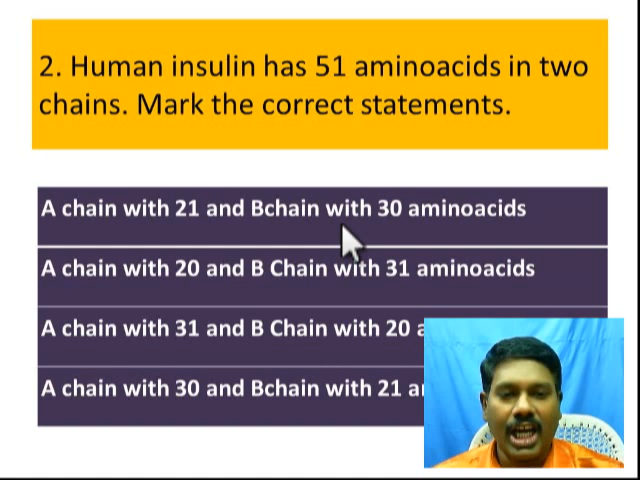 2. Human insulin has 51 aminoacids in two
chains. Mark the correct statements.
A chain with 21 and Bchain with 30 aminoacids
A chain with 20 and B Chain with 31 aminoacids
A chain with 31 and B Chain with 20
A chain with 30 and Bchain with 21